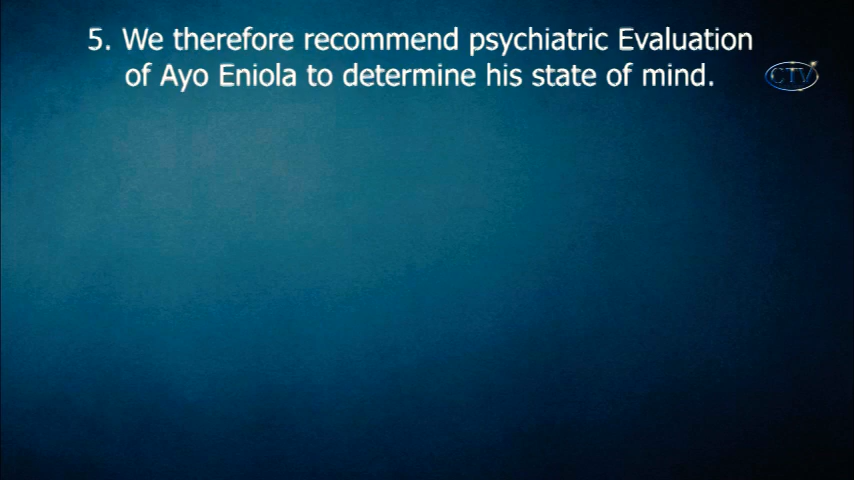 5. We therefore recommend psychiatric Evaluation
of Ayo Eniola to determine his state of mind.
CTV